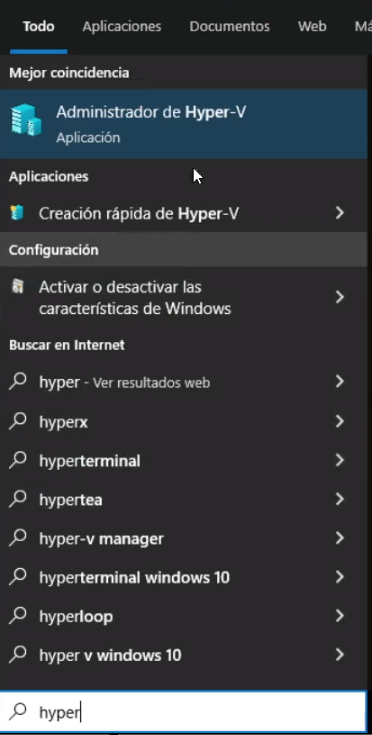 Todo Aplicaciones Documentos Web Má
Mejor coincidencia
Administrador de Hyper-V
Aplicación
Aplicaciones
Creación rápida de Hyper-V
Configuración
Activar o desactivar las
características de Windows
Buscar en Internet
hyper - Ver resultados web
hyperx
hyperterminal
hypertea
hyper-v manager
hyperterminal windows 10
hyperloop
hyper v windows 10
hyper